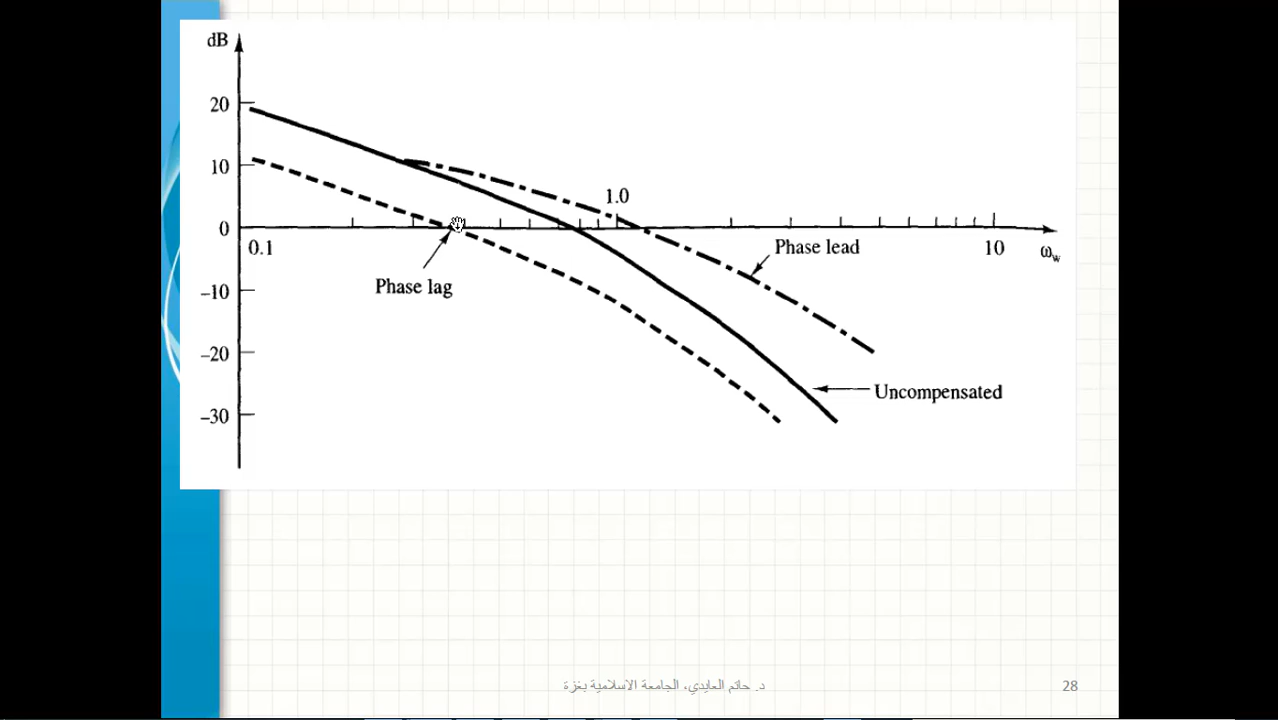 dB
20
10
1.0
0
0.1
Phase lead
10
ωw
Phase lag
–10
–20
Uncompensated
–30
د. حاتم العايدي، الجامعة الاسلامية بغزة
28